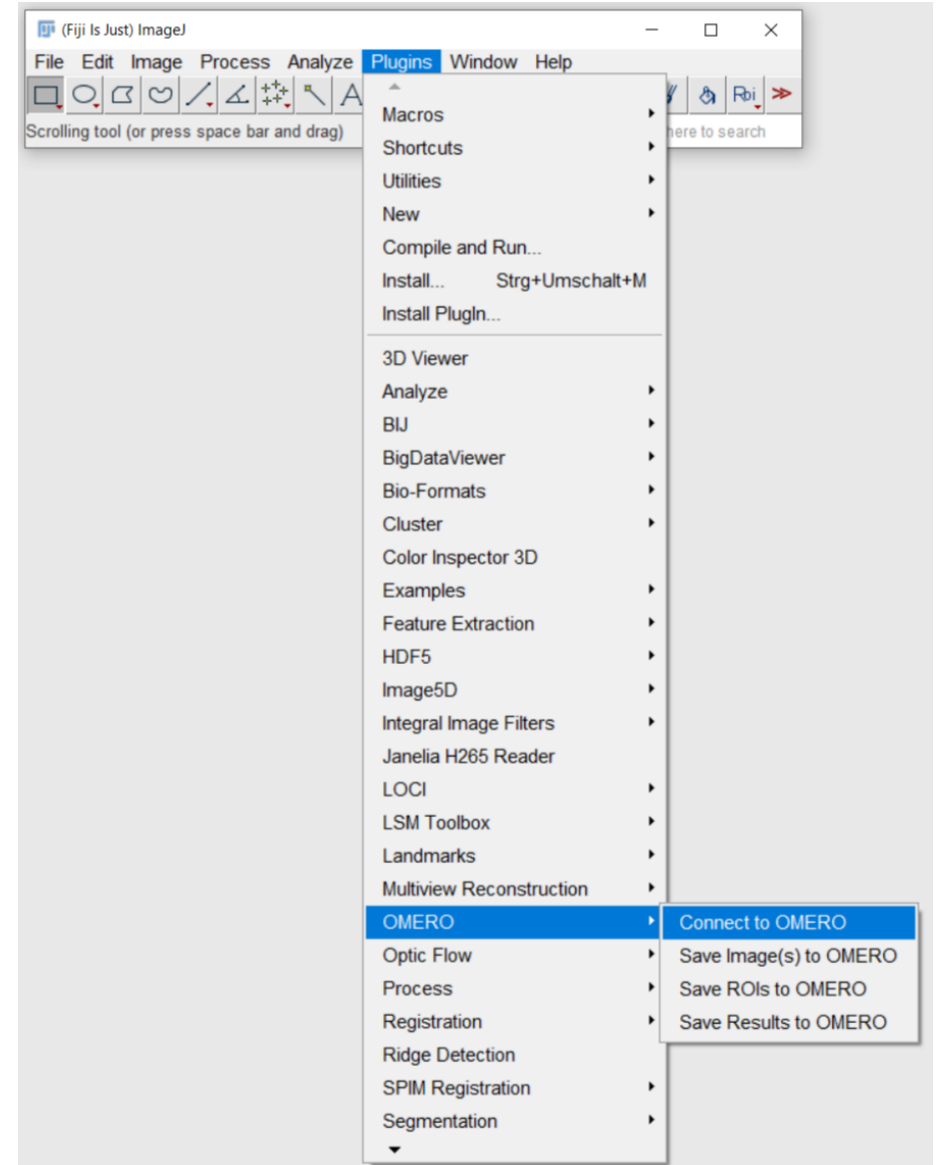 (Fiji Is Just) ImageJ
File Edit Image Process Analyze Plugins Window Help
A
Scrolling tool (or press space bar and drag)
here to search
Macros
Shortcuts
Utilities
New
Compile and Run...
Install... Strg+Umschalt+M
Install PlugIn...
3D Viewer
Analyze
BIJ
BigDataViewer
Bio-Formats
Cluster
Color Inspector 3D
Examples
Feature Extraction
HDF5
Image5D
Integral Image Filters
Janelia H265 Reader
LOCI
LSM Toolbox
Landmarks
Multiview Reconstruction
OMERO
Connect to OMERO
Save Image(s) to OMERO
Save ROIs to OMERO
Save Results to OMERO
Optic Flow
Process
Registration
Ridge Detection
SPIM Registration
Segmentation